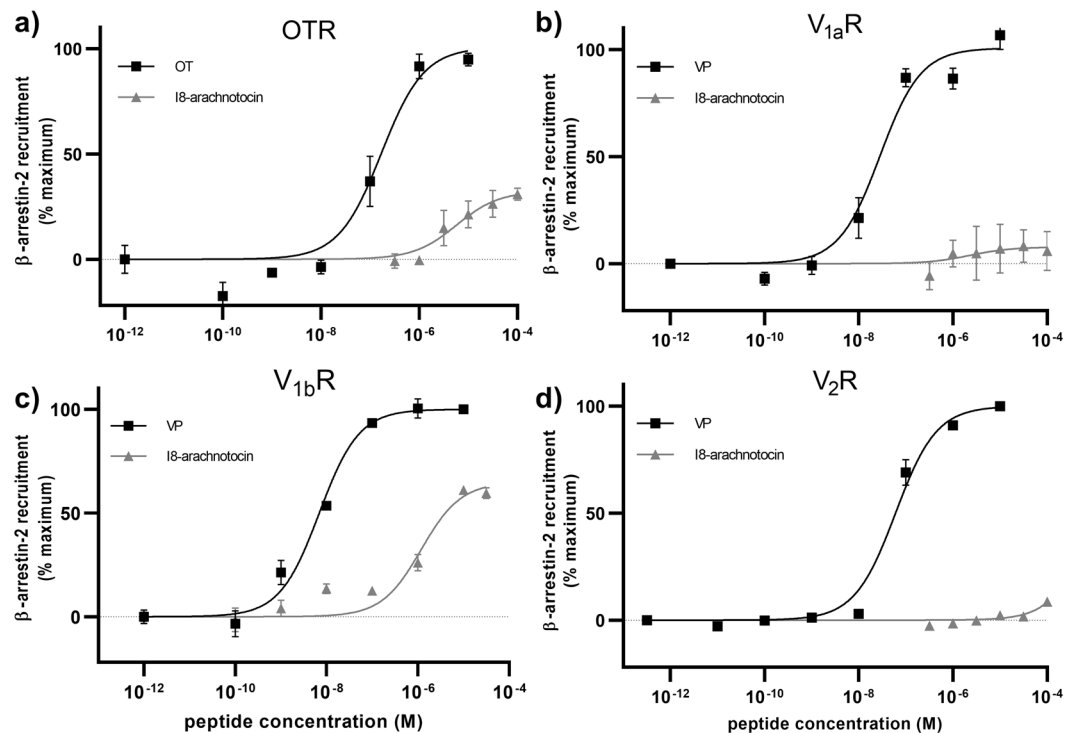 a)
OTR
β-arrestin-2 recruitment
(% maximum)
100
50
0
OT
I8-arachnotocin
10-12
10-10
10-8
10-6
10-4
b)
V1aR
β-arrestin-2 recruitment
(% maximum)
100
50
0
VP
I8-arachnotocin
10-12
10-10
10-8
10-6
10-4
c)
V1bR
β-arrestin-2 recruitment
(% maximum)
100
50
0
VP
I8-arachnotocin
10-12
10-10
10-8
10-6
10-4
peptide concentration (M)
d)
V2R
β-arrestin-2 recruitment
(% maximum)
100
50
0
VP
I8-arachnotocin
10-12
10-10
10-8
10-6
10-4
peptide concentration (M)